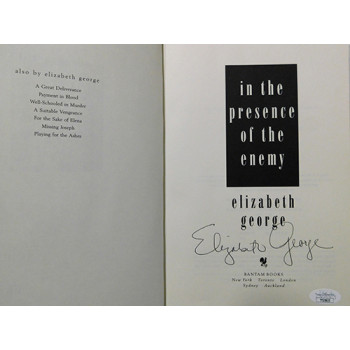 also by elizabeth george
A Great Deliverance
Payment in Blood
Well-Schooled in Murder
A Suitable Vengeance
For the Sake of Elena
Missing Joseph
Playing for the Ashes
in the
presence
of the
enemy
elizabeth
george
Elizabeth George
BANTAM BOOKS
New York Toronto London
Sydney Auckland